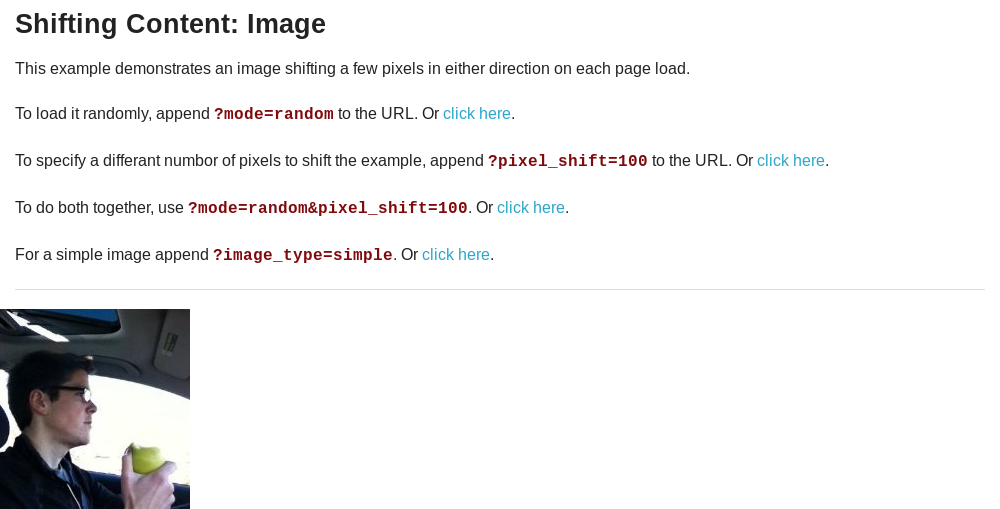 Shifting Content: Image
This example demonstrates an image shifting a few pixels in either direction on each page load.
To load it randomly, append ?mode=random to the URL. Or click here.
To specify a differant numbor of pixels to shift the example, append ?pixel_shift=100 to the URL. Or click here.
To do both together, use ?mode=random&pixel_shift=100. Or click here.
For a simple image append ?image_type=simple. Or click here.